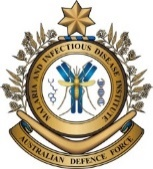 MALARIA AND INFECTIOUS DISEASE INSTITUTE
AUSTRALIAN DEFENCE FORCE